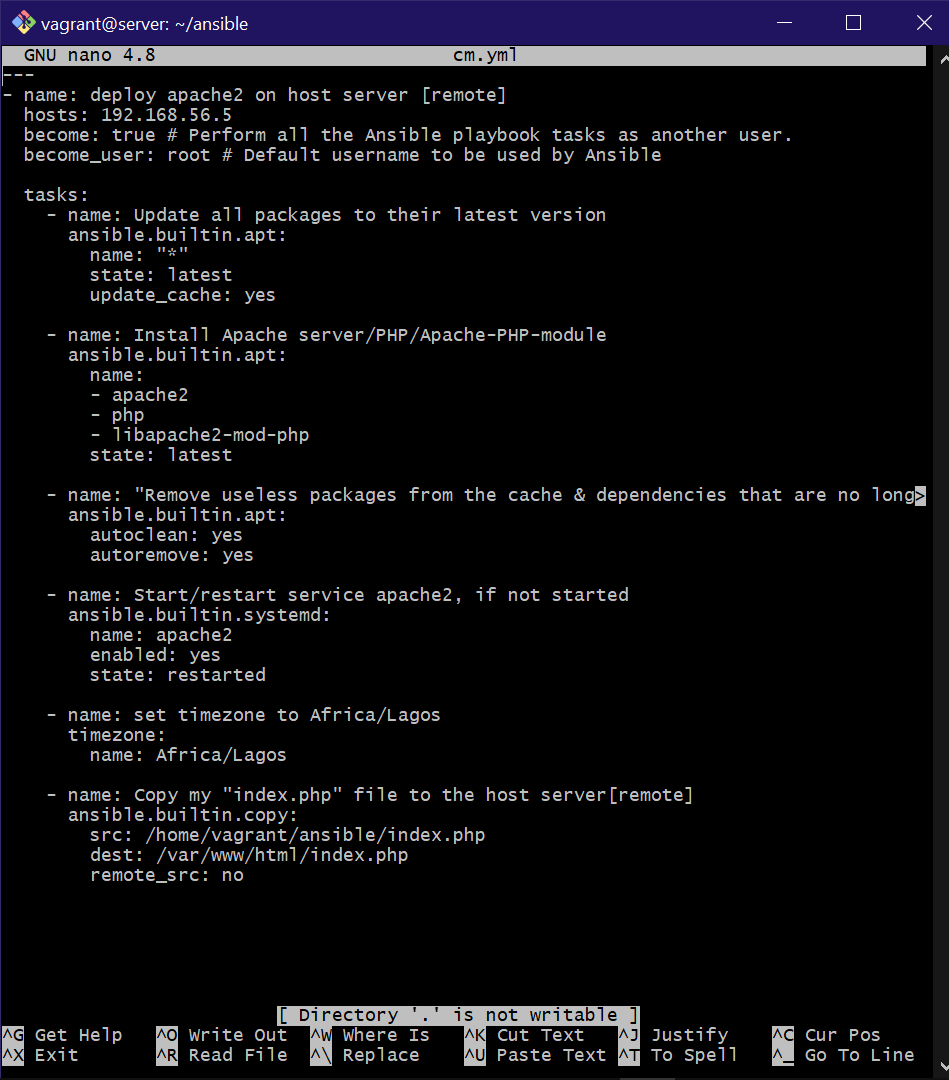 vagrant@server: ~/ansible
GNU nano 4.8 cm.yml
---
- name: deploy apache2 on host server [remote]
  hosts: 192.168.56.5
  become: true # Perform all the Ansible playbook tasks as another user.
  become_user: root # Default username to be used by Ansible

  tasks:
    - name: Update all packages to their latest version
      ansible.builtin.apt:
        name: "*"
        state: latest
        update_cache: yes

    - name: Install Apache server/PHP/Apache-PHP-module
      ansible.builtin.apt:
        name:
        - apache2
        - php
        - libapache2-mod-php
        state: latest

    - name: "Remove useless packages from the cache & dependencies that are no long>
      ansible.builtin.apt:
        autoclean: yes
        autoremove: yes

    - name: Start/restart service apache2, if not started
      ansible.builtin.systemd:
        name: apache2
        enabled: yes
        state: restarted

    - name: set timezone to Africa/Lagos
      timezone:
        name: Africa/Lagos

    - name: Copy my "index.php" file to the host server[remote]
      ansible.builtin.copy:
        src: /home/vagrant/ansible/index.php
        dest: /var/www/html/index.php
        remote_src: no

[ Directory '.' is not writable ]
^G Get Help ^O Write Out ^W Where Is ^K Cut Text ^J Justify ^C Cur Pos
^X Exit ^R Read File ^\ Replace ^U Paste Text ^T To Spell ^_ Go To Line